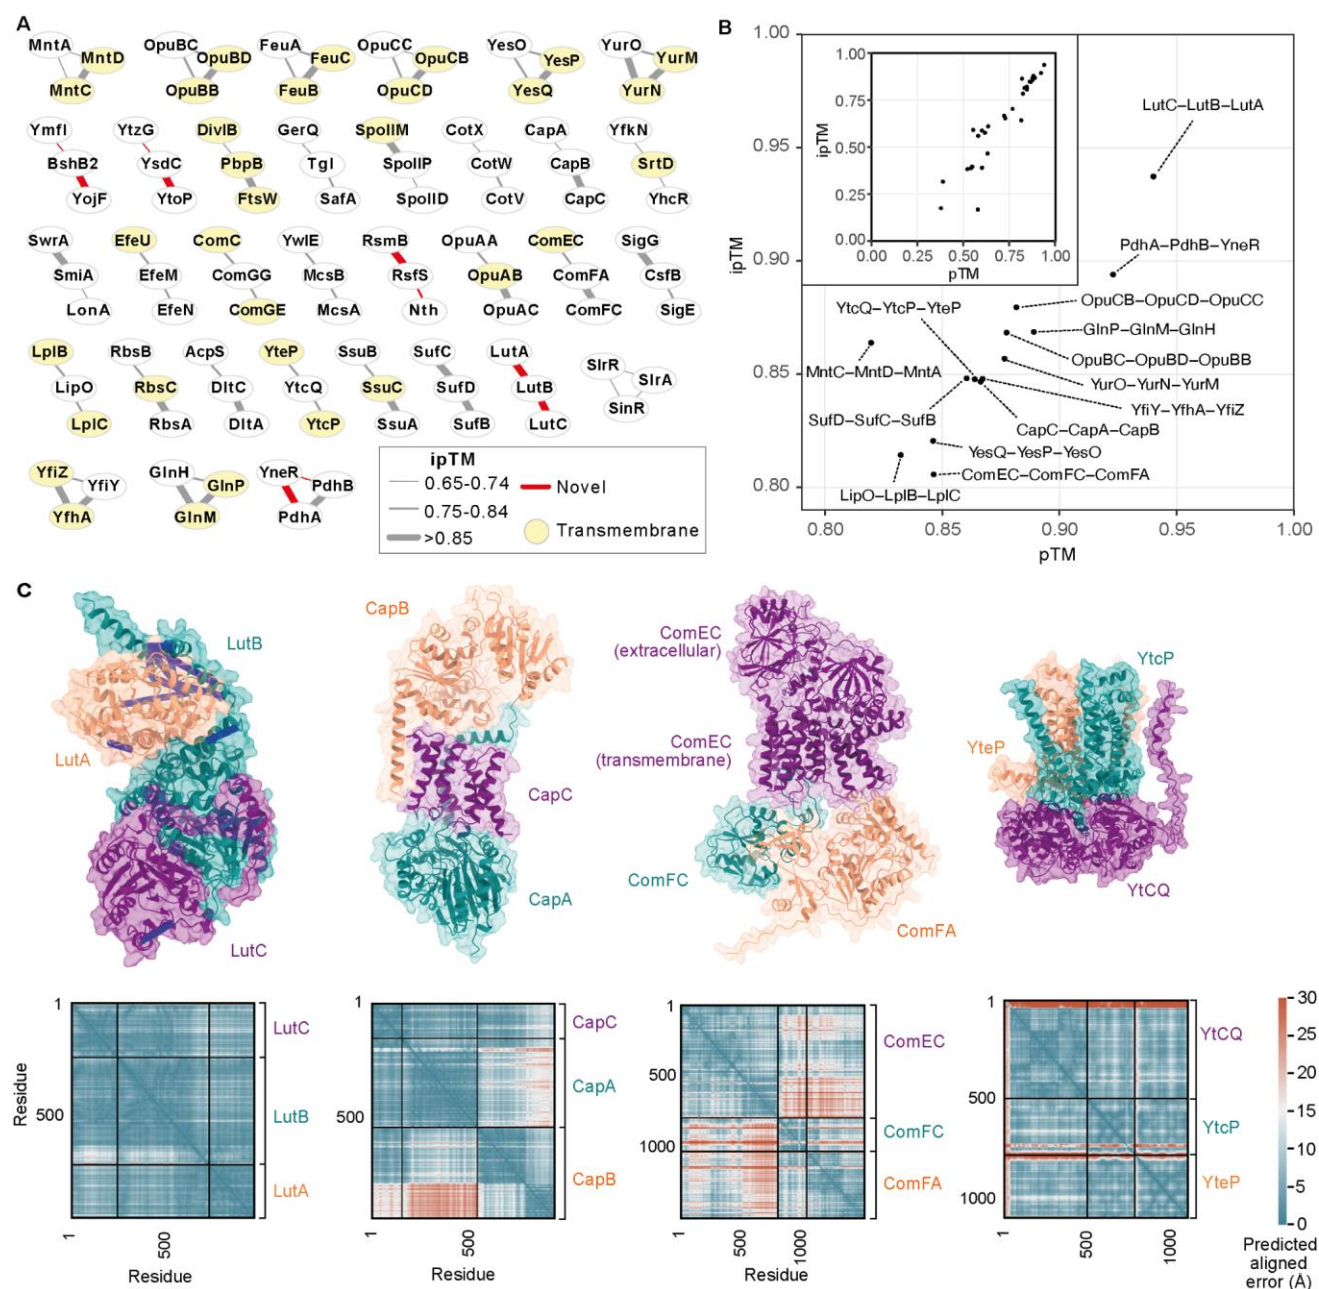 A
MntA
MntD
MntC
OpuBC
OpuBD
OpuBB
FeuA
FeuC
FeuB
OpuCC
OpuCB
OpuCD
YesO
YesP
YesQ
YurO
YurM
YurN
YmfI
BshB2
YojF
YtzG
YsdC
YtoP
DivIB
PbpB
FtsW
GerQ
Tgl
SafA
SpoIIM
SpoIIP
SpoIID
CotX
CotW
CotV
CapA
CapB
CapC
YfkN
SrtD
YhcR
SwrA
SmiA
LonA
EfeU
EfeM
EfeN
ComC
ComGG
ComGE
YwlE
McsB
McsA
RsmB
RsfS
Nth
OpuAA
OpuAB
OpuAC
ComEC
ComFA
ComFC
SigG
CsfB
SigE
LplB
LipO
LplC
RbsB
RbsC
RbsA
AcpS
DltC
DltA
YteP
YtcQ
YtcP
SsuB
SsuC
SsuA
SufC
SufD
SufB
LutA
LutB
LutC
SlrR
SlrA
SinR
YfiZ
YfiY
YfhA
GlnH
GlnP
GlnM
YneR
PdhB
PdhA
ipTM
0.65-0.74
0.75-0.84
>0.85
Novel
Transmembrane
B
1.00
0.95
0.90
0.85
0.80
ipTM
0.80
0.85
0.90
0.95
1.00
pTM
1.00
0.75
0.50
0.25
0.00
ipTM
0.00
0.25
0.50
0.75
1.00
pTM
LutC–LutB–LutA
PdhA–PdhB–YneR
OpuCB–OpuCD–OpuCC
YtcQ–YtcP–YteP
GlnP–GlnM–GlnH
OpuBC–OpuBD–OpuBB
MntC–MntD–MntA
YurO–YurN–YurM
YfiY–YfhA–YfiZ
SufD–SufC–SufB
CapC–CapA–CapB
YesQ–YesP–YesO
ComEC–ComFC–ComFA
LipO–LplB–LplC
C
LutB
LutA
LutC
CapB
CapC
CapA
ComEC
(extracellular)
ComEC
(transmembrane)
ComFC
ComFA
YtcP
YteP
YtCQ
1
500
Residue
LutC
LutB
LutA
1
500
Residue
1
500
CapC
CapA
CapB
1
500
Residue
1
500
1000
ComEC
ComFC
ComFA
1
500
1000
Residue
1
500
1000
YtCQ
YtcP
YteP
1
500
1000
30
25
20
15
10
5
0
Predicted
aligned
error (Å)